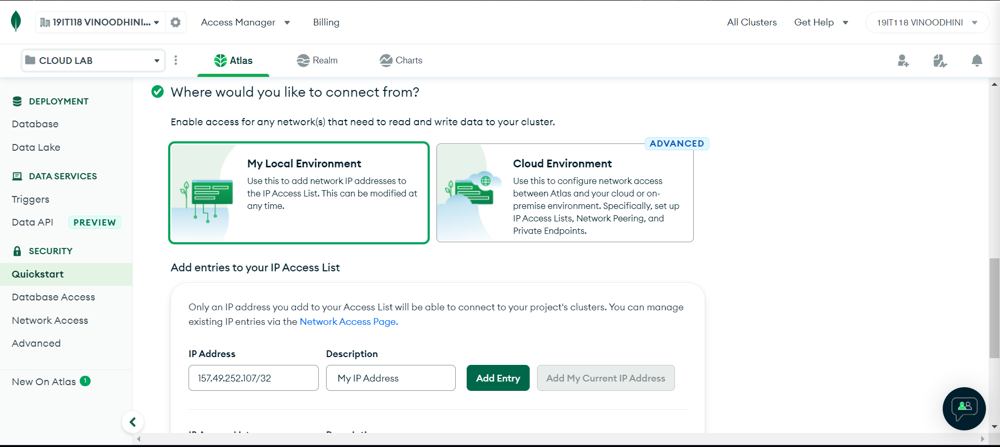 19IT118 VINOODHINI...
Access Manager
Billing
All Clusters
Get Help
19IT118 VINOODHINI
CLOUD LAB
Atlas
Realm
Charts
DEPLOYMENT
Database
Data Lake
DATA SERVICES
Triggers
Data API PREVIEW
SECURITY
Quickstart
Database Access
Network Access
Advanced
New On Atlas 1
Where would you like to connect from?
Enable access for any network(s) that need to read and write data to your cluster.
My Local Environment
Use this to add network IP addresses to
the IP Access List. This can be modified at
any time.
ADVANCED
Cloud Environment
Use this to configure network access
between Atlas and your cloud or on-
premise environment. Specifically, set up
IP Access Lists, Network Peering, and
Private Endpoints.
Add entries to your IP Access List
Only an IP address you add to your Access List will be able to connect to your project's clusters. You can manage
existing IP entries via the Network Access Page.
IP Address
Description
157.49.252.107/32
My IP Address
Add Entry
Add My Current IP Address